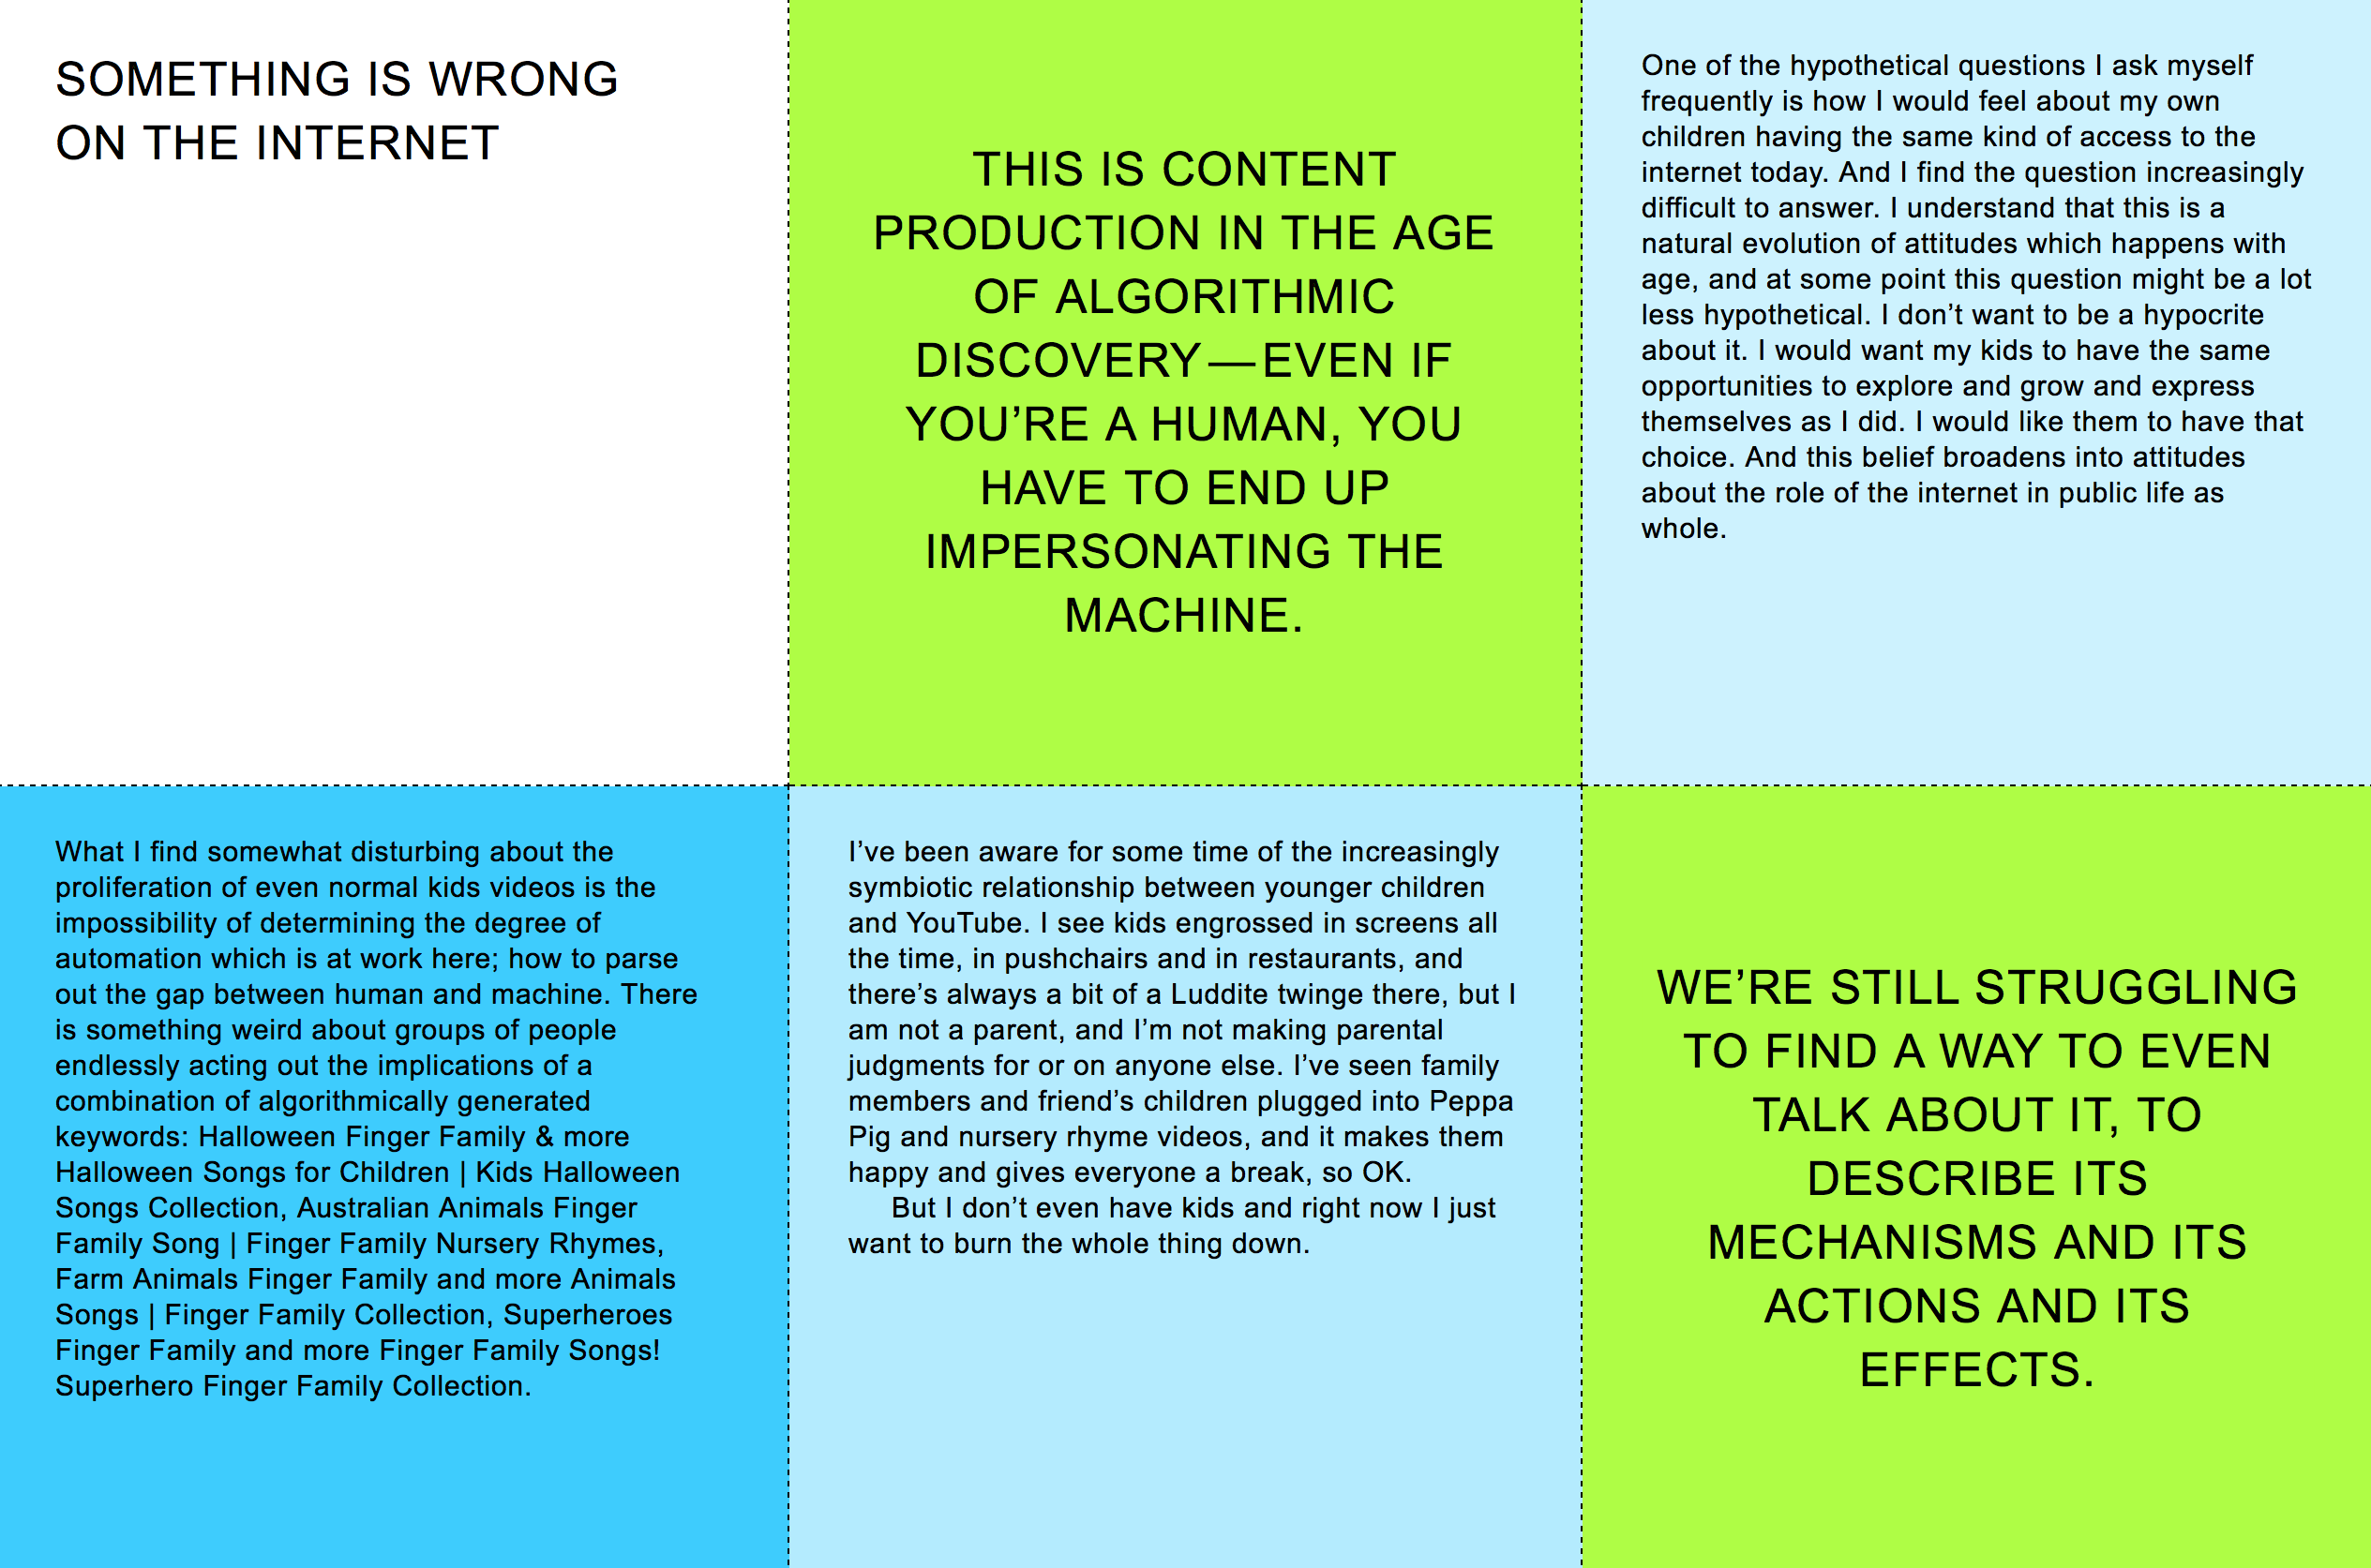 SOMETHING IS WRONG
ON THE INTERNET
THIS IS CONTENT
PRODUCTION IN THE AGE
OF ALGORITHMIC
DISCOVERY — EVEN IF
YOU’RE A HUMAN, YOU
HAVE TO END UP
IMPERSONATING THE
MACHINE.
One of the hypothetical questions I ask myself
frequently is how I would feel about my own
children having the same kind of access to the
internet today. And I find the question increasingly
difficult to answer. I understand that this is a
natural evolution of attitudes which happens with
age, and at some point this question might be a lot
less hypothetical. I don’t want to be a hypocrite
about it. I would want my kids to have the same
opportunities to explore and grow and express
themselves as I did. I would like them to have that
choice. And this belief broadens into attitudes
about the role of the internet in public life as
whole.
What I find somewhat disturbing about the
proliferation of even normal kids videos is the
impossibility of determining the degree of
automation which is at work here; how to parse
out the gap between human and machine. There
is something weird about groups of people
endlessly acting out the implications of a
combination of algorithmically generated
keywords: Halloween Finger Family & more
Halloween Songs for Children | Kids Halloween
Songs Collection, Australian Animals Finger
Family Song | Finger Family Nursery Rhymes,
Farm Animals Finger Family and more Animals
Songs | Finger Family Collection, Superheroes
Finger Family and more Finger Family Songs!
Superhero Finger Family Collection.
I’ve been aware for some time of the increasingly
symbiotic relationship between younger children
and YouTube. I see kids engrossed in screens all
the time, in pushchairs and in restaurants, and
there’s always a bit of a Luddite twinge there, but I
am not a parent, and I’m not making parental
judgments for or on anyone else. I’ve seen family
members and friend’s children plugged into Peppa
Pig and nursery rhyme videos, and it makes them
happy and gives everyone a break, so OK.
But I don’t even have kids and right now I just
want to burn the whole thing down.
WE’RE STILL STRUGGLING
TO FIND A WAY TO EVEN
TALK ABOUT IT, TO
DESCRIBE ITS
MECHANISMS AND ITS
ACTIONS AND ITS
EFFECTS.